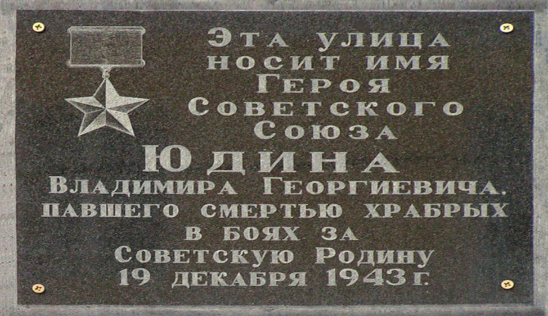 Эта улица
носит имя
Героя
Советского
Союза
Юдина
Владимира Георгиевича.
павшего смертью храбрых
в боях за
Советскую Родину
19 декабря 1943 г.